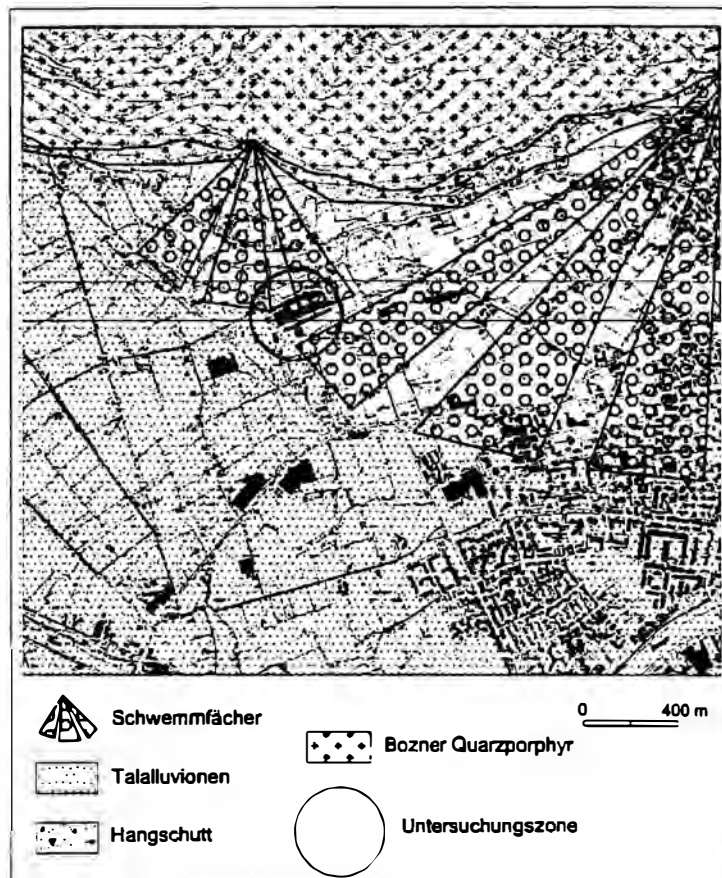 Schwemmfächer
0 400 m
Bozner Quarzporphyr
Talalluvionen
Hangschutt
Untersuchungszone